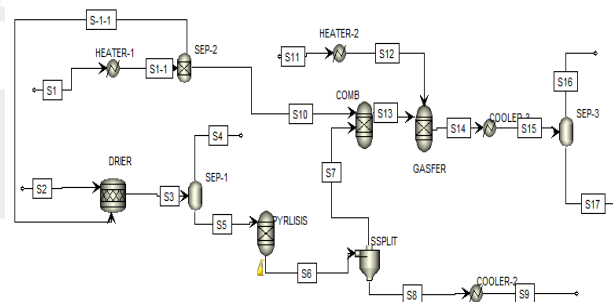 S-1-1
HEATER-1
SEP-2
S1
S1-1
HEATER-2
S11
S12
S16
COMB
S10
S13
COOLER-3
SEP-3
S14
S15
GASFER
S4
DRIER
SEP-1
S7
S2
S3
S17
S5
PYRLISIS
SSPLIT
S6
COOLER-2
S8
S9